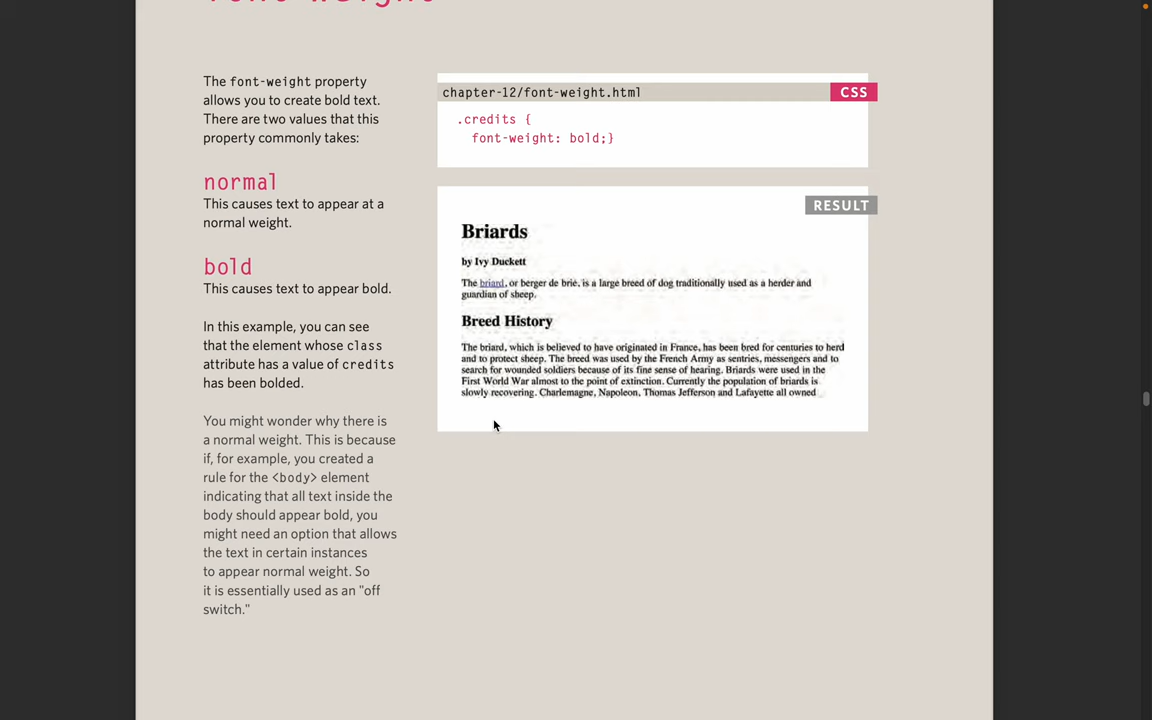 font-weight
The font-weight property
allows you to create bold text.
There are two values that this
property commonly takes:
normal
This causes text to appear at a
normal weight.
bold
This causes text to appear bold.
In this example, you can see
that the element whose class
attribute has a value of credits
has been bolded.
You might wonder why there is
a normal weight. This is because
if, for example, you created a
rule for the <body> element
indicating that all text inside the
body should appear bold, you
might need an option that allows
the text in certain instances
to appear normal weight. So
it is essentially used as an "off
switch."
chapter-12/font-weight.html
CSS
.credits {
font-weight: bold;}
RESULT
Briards
by Ivy Duckett
The briard, or berger de brie, is a large breed of dog traditionally used as a herder and
guardian of sheep.
Breed History
The briard, which is believed to have originated in France, has been bred for centuries to herd
and to protect sheep. The breed was used by the French Army as sentries, messengers and to
search for wounded soldiers because of its fine sense of hearing. Briards were used in the
First World War almost to the point of extinction. Currently the population of briards is
slowly recovering. Charlemagne, Napoleon, Thomas Jefferson and Lafayette all owned